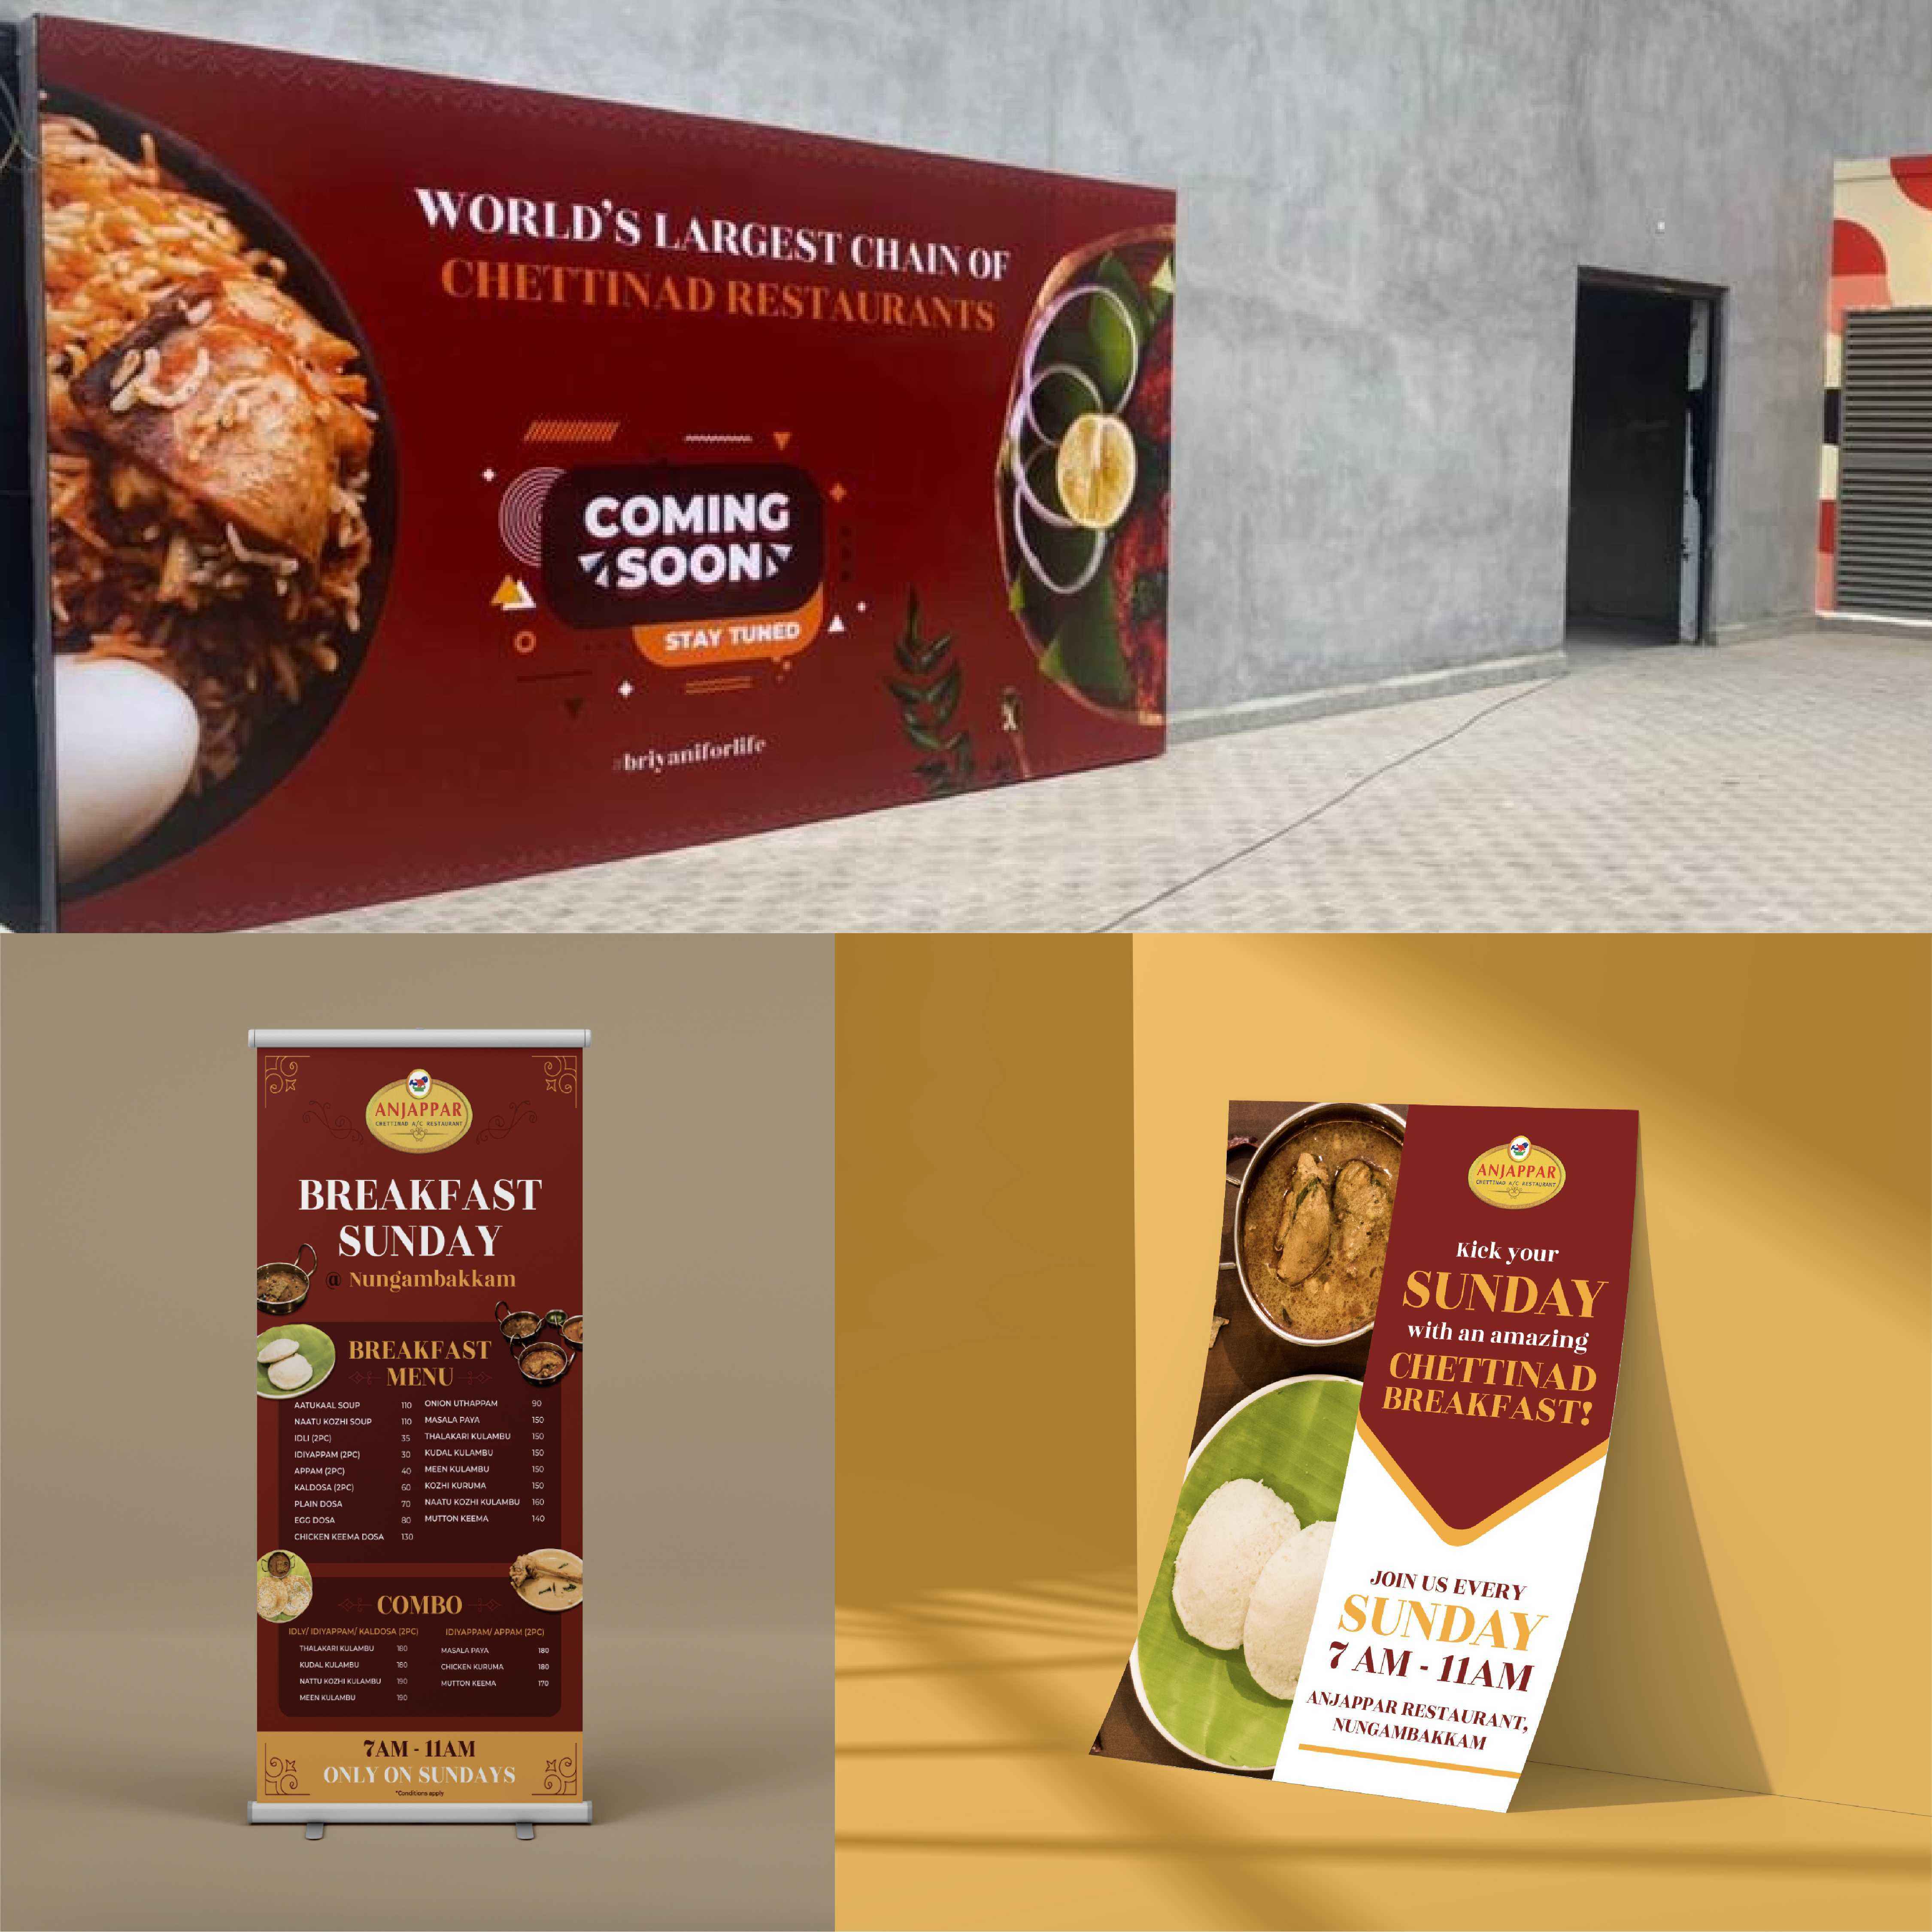 WORLD'S LARGEST CHAIN OF
CHETTINAD RESTAURANTS
COMING
SOON
STAY TUNED
#briyaniforlife
ANJAPPAR
CHETTINAD A/C RESTAURANT
BREAKFAST
SUNDAY
@ Nungambakkam
BREAKFAST
MENU
AATUKAAL SOUP 110
NAATU KOZHI SOUP 110
IDLI (2PC) 35
IDIYAPPAM (2PC) 30
APPAM (2PC) 40
KALDOSA (2PC) 60
PLAIN DOSA 70
EGG DOSA 80
CHICKEN KEEMA DOSA 130
ONION UTHAPPAM 90
MASALA PAYA 150
THALAKARI KULAMBU 150
KUDAL KULAMBU 150
MEEN KULAMBU 150
KOZHI KURUMA 150
NAATU KOZHI KULAMBU 160
MUTTON KEEMA 140
COMBO
IDLY/ IDIYAPPAM/ KALDOSA (2PC)
THALAKARI KULAMBU 180
KUDAL KULAMBU 180
NATTU KOZHI KULAMBU 190
MEEN KULAMBU 190
IDIYAPPAM/ APPAM (2PC)
MASALA PAYA 180
CHICKEN KURUMA 180
MUTTON KEEMA 170
7AM - 11AM
ONLY ON SUNDAYS
*Conditions apply
ANJAPPAR
CHETTINAD A/C RESTAURANT
Kick your
SUNDAY
with an amazing
CHETTINAD
BREAKFAST!
JOIN US EVERY
SUNDAY
7 AM - 11AM
ANJAPPAR RESTAURANT,
NUNGAMBAKKAM